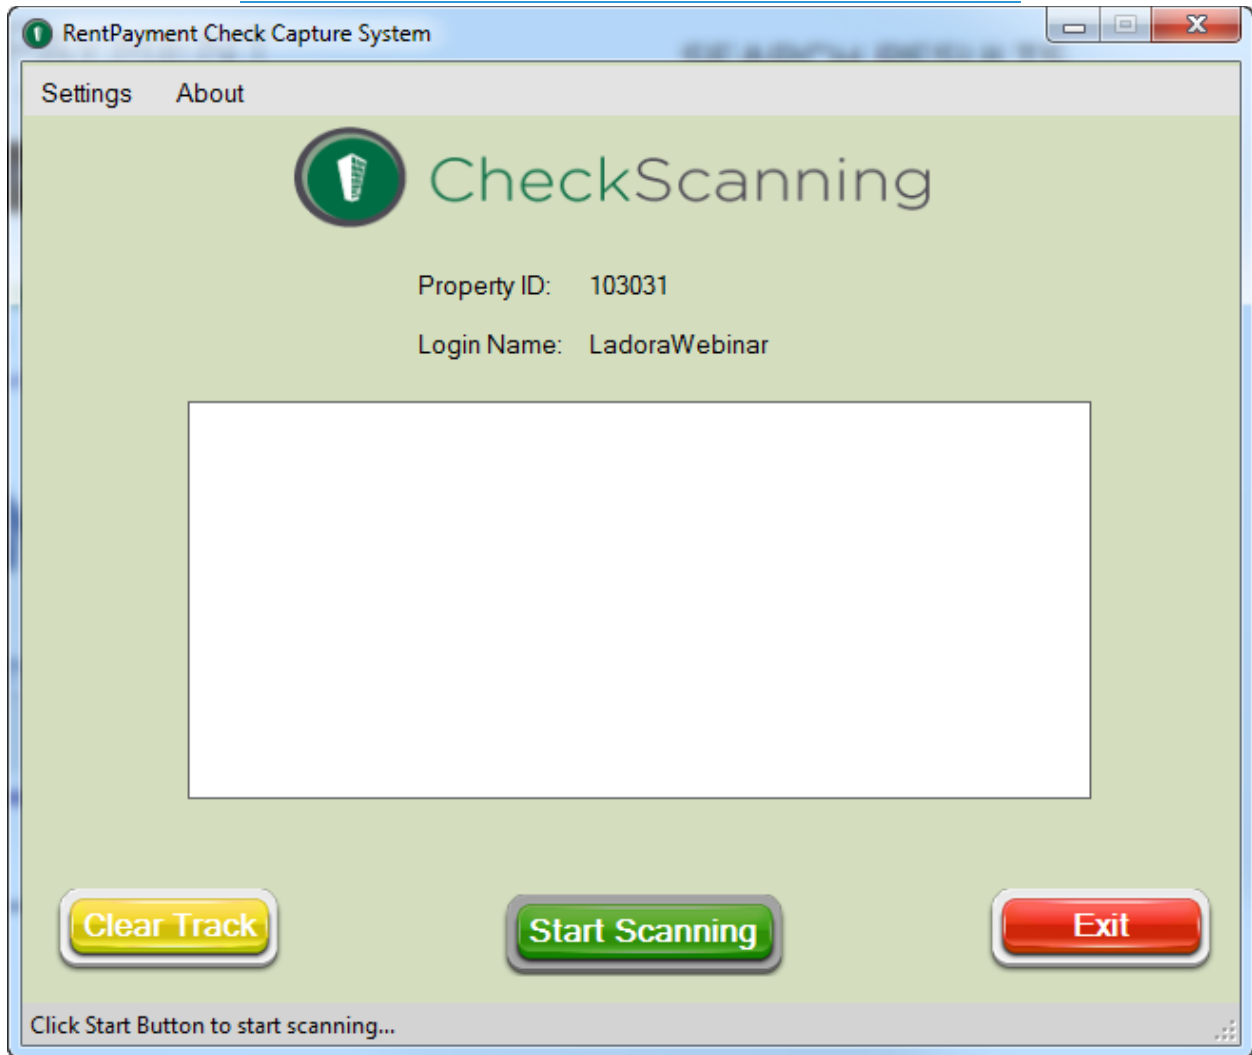 RentPayment Check Capture System
Settings About
CheckScanning
Property ID: 103031
Login Name: LadoraWebinar
Clear Track
Start Scanning
Exit
Click Start Button to start scanning...